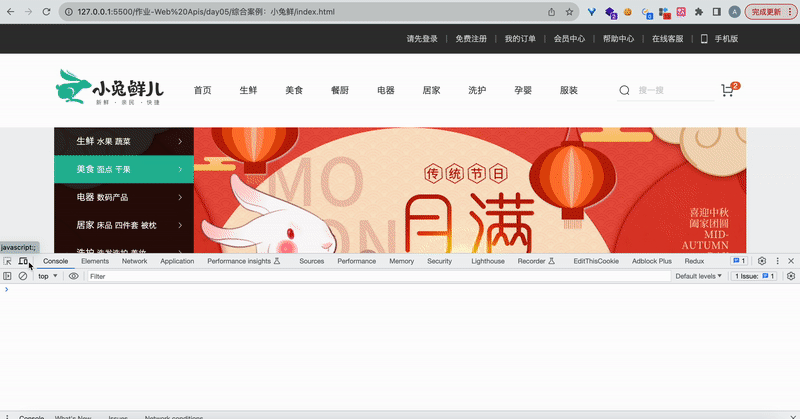 127.0.0.1:5500/作业-Web%20Apis/day05/综合案例：小兔鲜/index.html
A
完成更新
请先登录 | 免费注册 | 我的订单 | 会员中心 | 帮助中心 | 在线客服 | 手机版
小兔鲜儿
新鲜 · 亲民 · 快捷
首页 生鲜 美食 餐厨 电器 居家 洗护 孕婴 服装
搜一搜
2
生鲜 水果 蔬菜
美食 面点 干果
电器 数码产品
居家 床品 四件套 被枕
MO
ON
传统节日
月满
喜迎中秋
阖家团圆
MID-
AUTUMN
javascript:;
Console Elements Network Application Performance insights Sources Performance Memory Security Lighthouse Recorder EditThisCookie Adblock Plus Redux 1
top Filter Default levels 1 Issue: 1
Console What's New Issues Network conditions